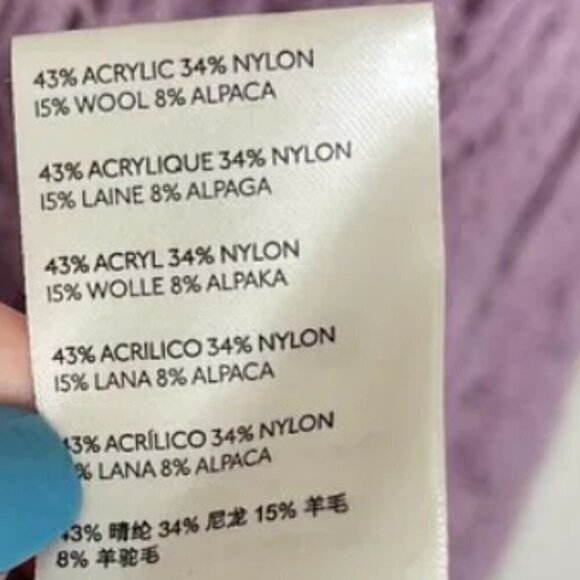 43% ACRYLIC 34% NYLON
15% WOOL 8% ALPACA
43% ACRYLIQUE 34% NYLON
15% LAINE 8% ALPAGA
43% ACRYL 34% NYLON
15% WOLLE 8% ALPAKA
43% ACRILICO 34% NYLON
15% LANA 8% ALPACA
3% ACRÍLICO 34% NYLON
% LANA 8% ALPACA
43% 晴纶 34% 尼龙 15% 羊毛
8% 羊驼毛